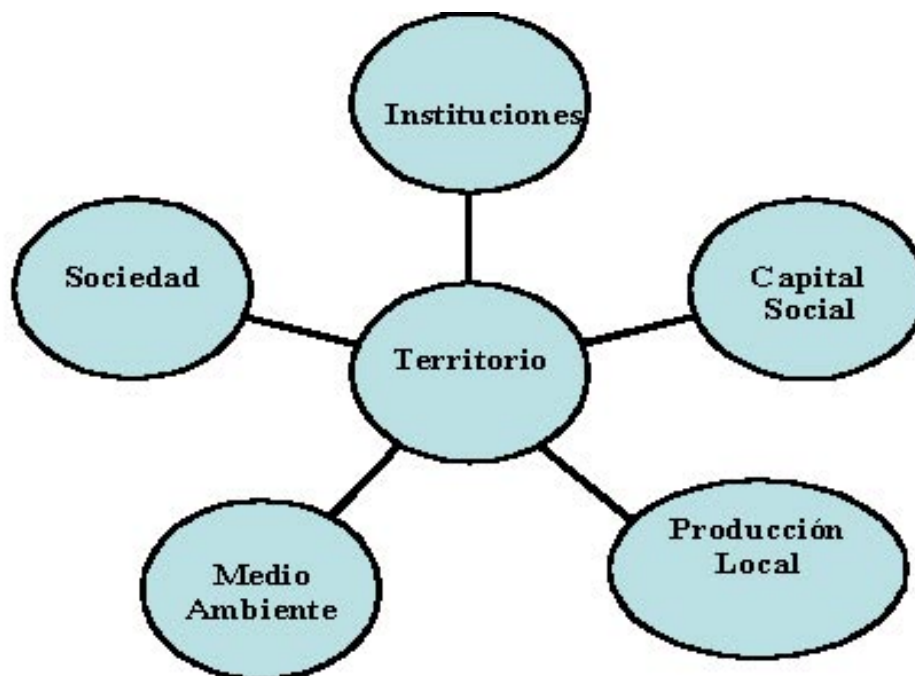 Instituciones
Sociedad
Capital
Social
Territorio
Producción
Local
Medio
Ambiente